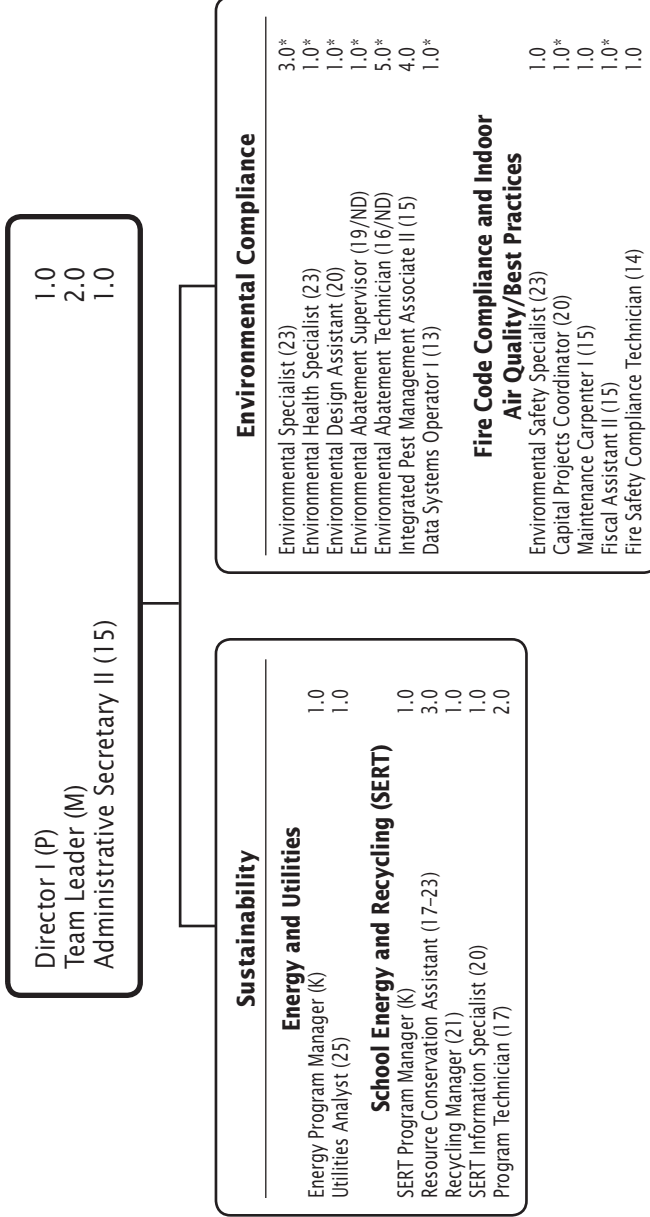 Director I (P) 1.0
Team Leader (M) 2.0
Administrative Secretary II (15) 1.0
Sustainability
Energy and Utilities
Energy Program Manager (K) 1.0
Utilities Analyst (25) 1.0
School Energy and Recycling (SERT)
SERT Program Manager (K) 1.0
Resource Conservation Assistant (17–23) 3.0
Recycling Manager (21) 1.0
SERT Information Specialist (20) 1.0
Program Technician (17) 2.0
Environmental Compliance
Environmental Specialist (23) 3.0*
Environmental Health Specialist (23) 1.0*
Environmental Design Assistant (20) 1.0*
Environmental Abatement Supervisor (19/ND) 1.0*
Environmental Abatement Technician (16/ND) 5.0*
Integrated Pest Management Associate II (15) 4.0
Data Systems Operator I (13) 1.0*
Fire Code Compliance and Indoor
Air Quality/Best Practices
Environmental Safety Specialist (23) 1.0
Capital Projects Coordinator (20) 1.0*
Maintenance Carpenter I (15) 1.0
Fiscal Assistant II (15) 1.0*
Fire Safety Compliance Technician (14) 1.0